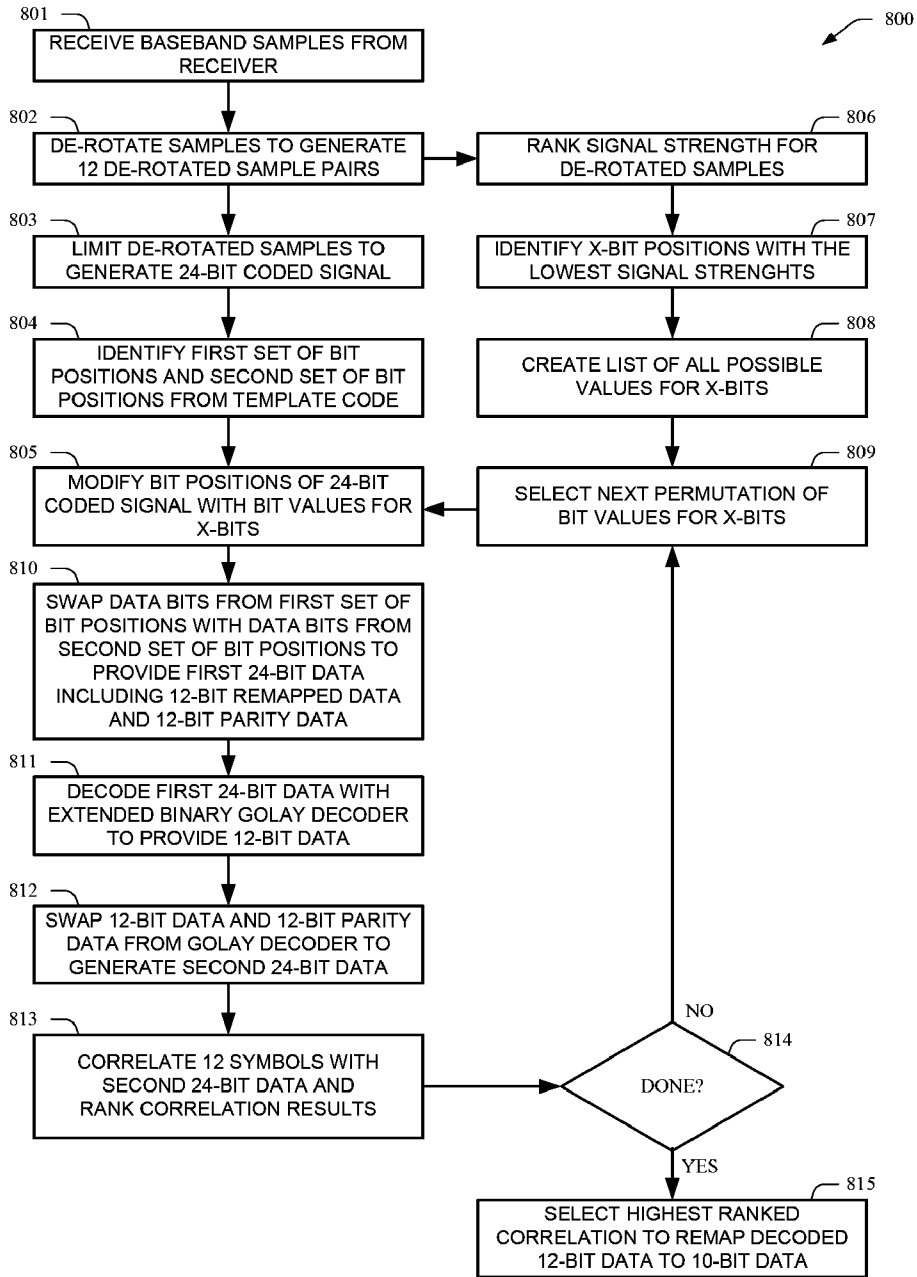 800
801
RECEIVE BASEBAND SAMPLES FROM
RECEIVER
802
DE-ROTATE SAMPLES TO GENERATE
12 DE-ROTATED SAMPLE PAIRS
806
RANK SIGNAL STRENGTH FOR
DE-ROTATED SAMPLES
803
LIMIT DE-ROTATED SAMPLES TO
GENERATE 24-BIT CODED SIGNAL
807
IDENTIFY X-BIT POSITIONS WITH THE
LOWEST SIGNAL STRENGHTS
804
IDENTIFY FIRST SET OF BIT
POSITIONS AND SECOND SET OF BIT
POSITIONS FROM TEMPLATE CODE
808
CREATE LIST OF ALL POSSIBLE
VALUES FOR X-BITS
805
MODIFY BIT POSITIONS OF 24-BIT
CODED SIGNAL WITH BIT VALUES FOR
X-BITS
809
SELECT NEXT PERMUTATION OF
BIT VALUES FOR X-BITS
810
SWAP DATA BITS FROM FIRST SET OF
BIT POSITIONS WITH DATA BITS FROM
SECOND SET OF BIT POSITIONS TO
PROVIDE FIRST 24-BIT DATA
INCLUDING 12-BIT REMAPPED DATA
AND 12-BIT PARITY DATA
811
DECODE FIRST 24-BIT DATA WITH
EXTENDED BINARY GOLAY DECODER
TO PROVIDE 12-BIT DATA
812
SWAP 12-BIT DATA AND 12-BIT PARITY
DATA FROM GOLAY DECODER TO
GENERATE SECOND 24-BIT DATA
813
CORRELATE 12 SYMBOLS WITH
SECOND 24-BIT DATA AND
RANK CORRELATION RESULTS
NO
814
DONE?
YES
815
SELECT HIGHEST RANKED
CORRELATION TO REMAP DECODED
12-BIT DATA TO 10-BIT DATA